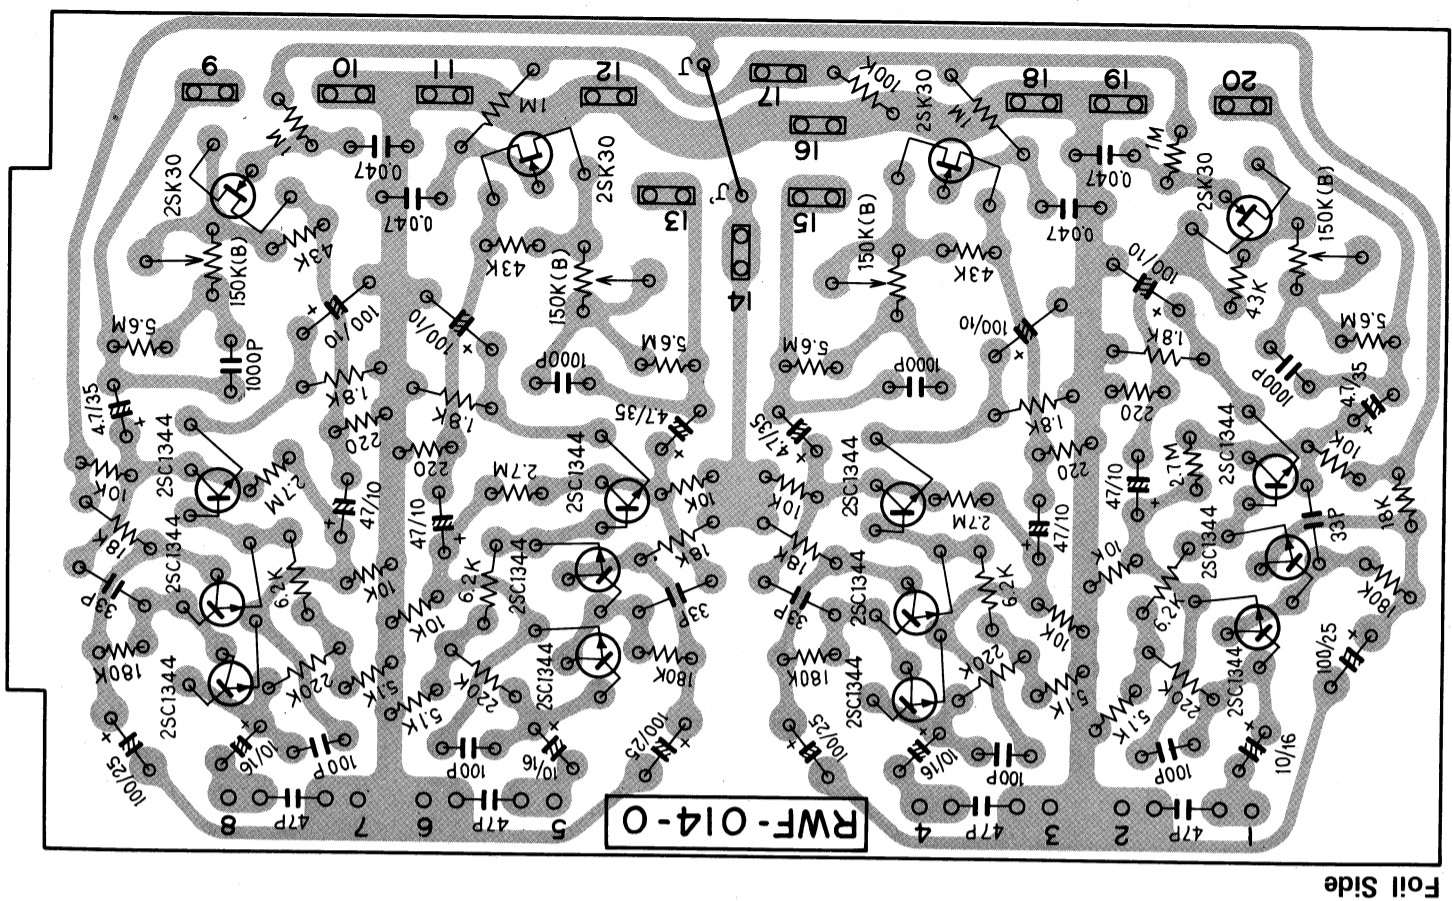 9
10
11
12
J
17
100K
2SK30
18
19
20
1M
1M
1M
1M
2SK30
0.047
0.047
2SK30
16
0.047
0.047
2SK30
13
J'
15
14
43K
150K(B)
43K
150K(B)
150K(B)
43K
43K
150K(B)
100/10
100/10
100/10
100/10
5.6M
1000P
1000P
5.6M
5.6M
1000P
1000P
5.6M
4.7/35
1.8K
1.8K
4.7/35
4.7/35
1.8K
1.8K
4.7/35
220
220
220
220
2SC1344
2.7M
2.7M
2SC1344
2SC1344
2.7M
2.7M
2SC1344
10K
47/10
47/10
10K
10K
47/10
47/10
10K
18K
18K
18K
18K
2SC1344
6.2K
6.2K
2SC1344
2SC1344
6.2K
6.2K
2SC1344
33P
10K
10K
33P
33P
10K
10K
33P
180K
180K
180K
180K
2SC1344
220K
5.1K
5.1K
220K
2SC1344
2SC1344
220K
5.1K
5.1K
220K
2SC1344
100/25
10/16
100P
100P
10/16
100/25
100/25
10/16
100P
100P
10/16
100/25
8
47P
7
6
47P
5
RWF-014-0
4
47P
3
2
47P
1
Foil Side